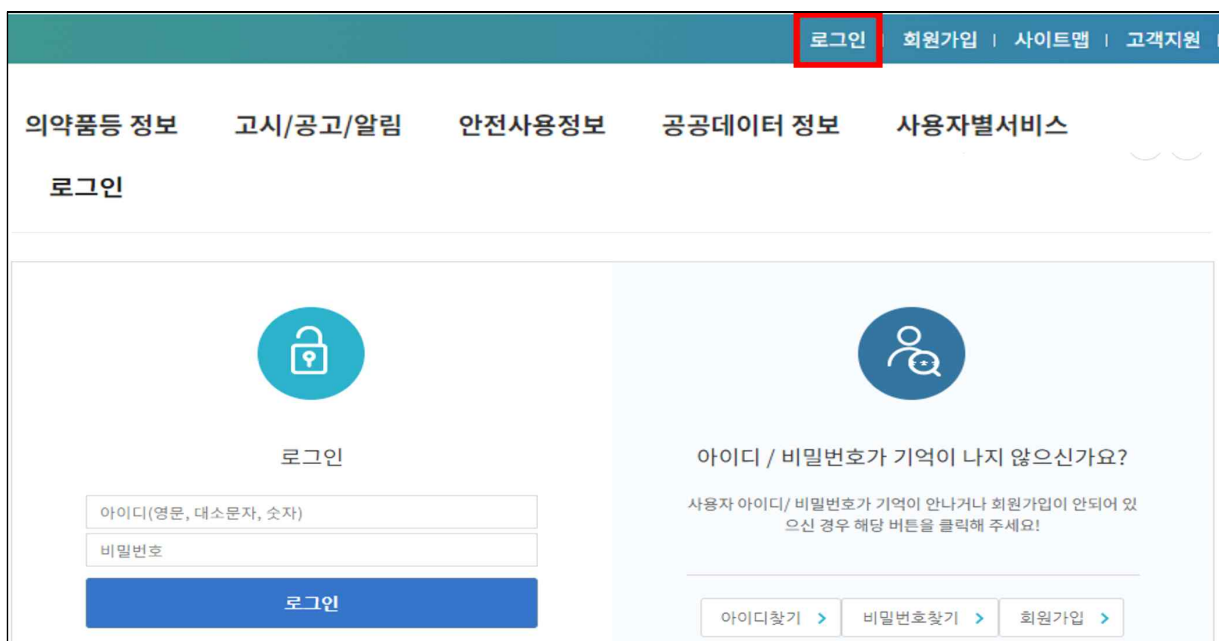 로그인 | 회원가입 | 사이트맵 | 고객지원
의약품등 정보 고시/공고/알림 안전사용정보 공공데이터 정보 사용자별서비스
로그인
로그인
아이디(영문, 대소문자, 숫자)
비밀번호
로그인
아이디 / 비밀번호가 기억이 나지 않으신가요?
사용자 아이디/ 비밀번호가 기억이 안나거나 회원가입이 안되어 있
으신 경우 해당 버튼을 클릭해 주세요!
아이디찾기 > 비밀번호찾기 > 회원가입 >